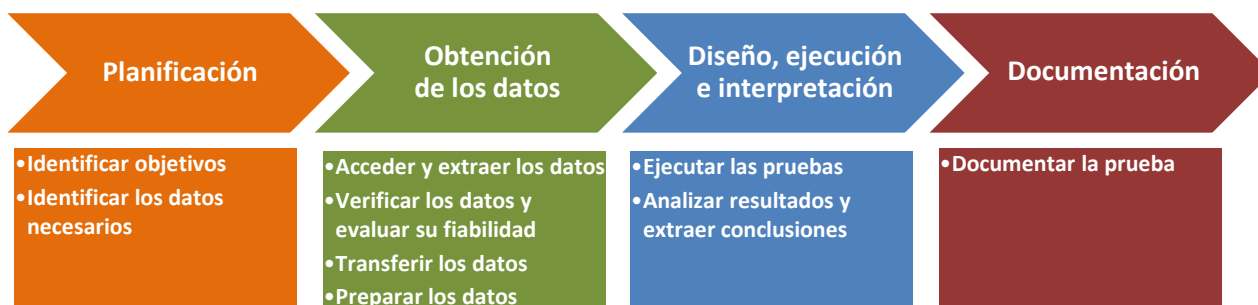 Planificación
Obtención
de los datos
Diseño, ejecución
e interpretación
Documentación
•Identificar objetivos
•Identificar los datos
necesarios
•Acceder y extraer los datos
•Verificar los datos y
evaluar su fiabilidad
•Transferir los datos
•Preparar los datos
•Ejecutar las pruebas
•Analizar resultados y
extraer conclusiones
•Documentar la prueba